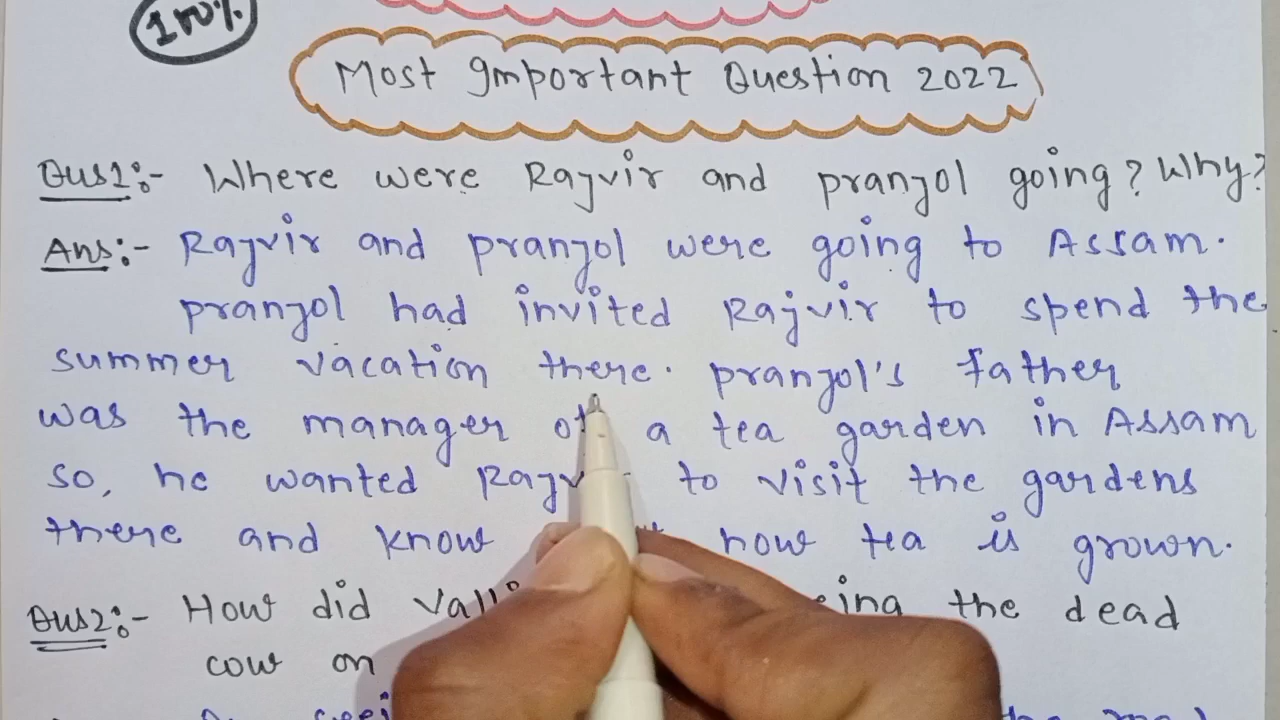 100%
Most Important Question 2022
Qus1:- Where were Rajvir and pranjol going? Why?
Ans:- Rajvir and pranjol were going to Assam.
pranjol had invited Rajvir to spend the
summer vacation there. pranjol's father
was the manager of a tea garden in Assam
so, he wanted to visit the gardens
there and know how tea is grown.
Qus2:- How did the dead
cow on